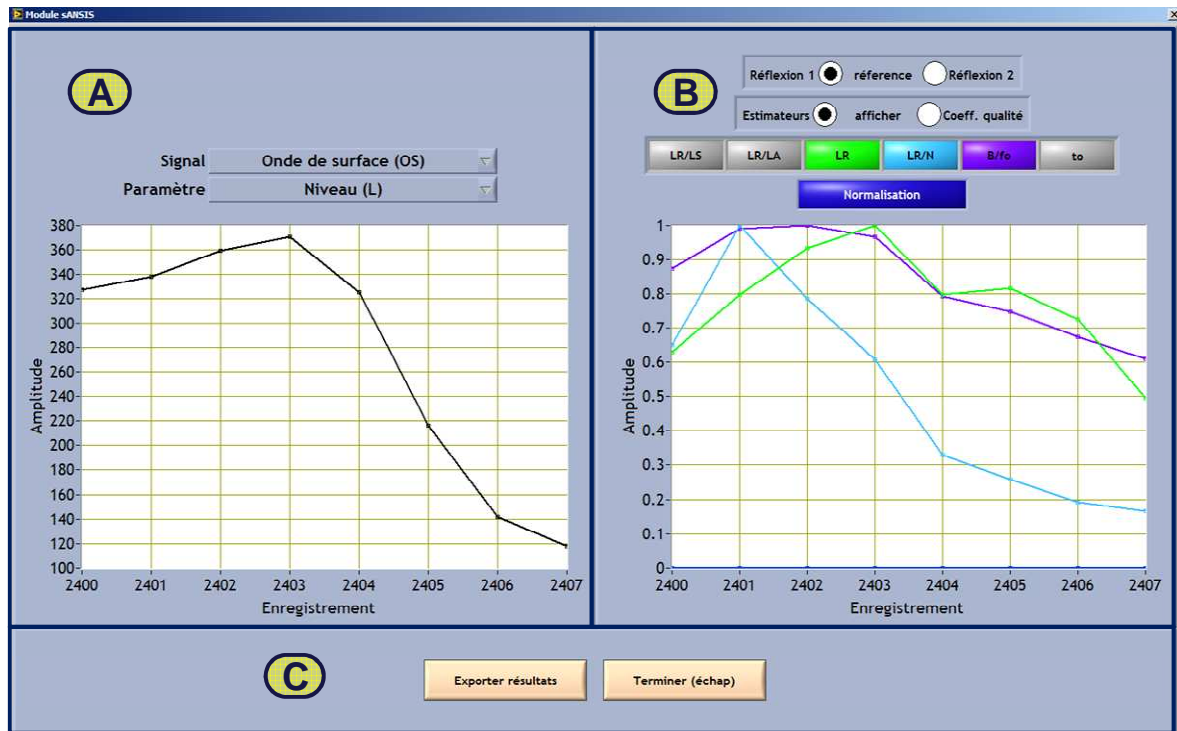 Module sANSIS
A
Signal Onde de surface (OS)
Paramètre Niveau (L)
380
360
340
320
300
280
260
240
220
200
180
160
140
120
100
Amplitude
2400 2401 2402 2403 2404 2405 2406 2407
Enregistrement
B
Réflexion 1 réference Réflexion 2
Estimateurs afficher Coeff. qualité
LR/LS LR/LA LR LR/N B/fo to
Normalisation
1
0.9
0.8
0.7
0.6
0.5
0.4
0.3
0.2
0.1
0
Amplitude
2400 2401 2402 2403 2404 2405 2406 2407
Enregistrement
C
Exporter résultats Terminer (échap)